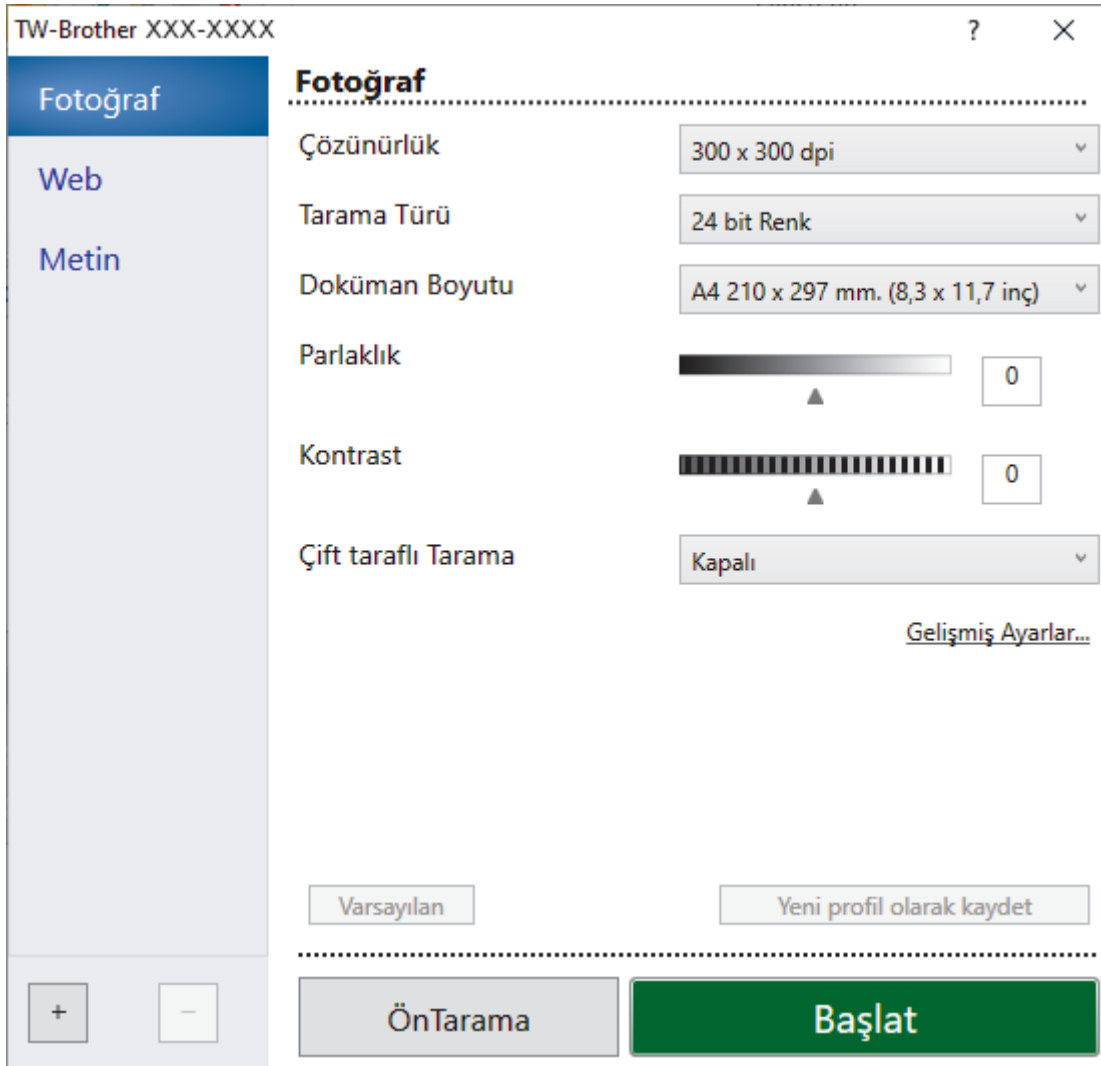 TW-Brother XXX-XXXX
?
Fotoğraf
Web
Metin
Fotoğraf
Çözünürlük
300 x 300 dpi
Tarama Türü
24 bit Renk
Doküman Boyutu
A4 210 x 297 mm. (8,3 x 11,7 inç)
Parlaklık
0
Kontrast
0
Çift taraflı Tarama
Kapalı
Gelişmiş Ayarlar...
Varsayılan
Yeni profil olarak kaydet
+
−
ÖnTarama
Başlat